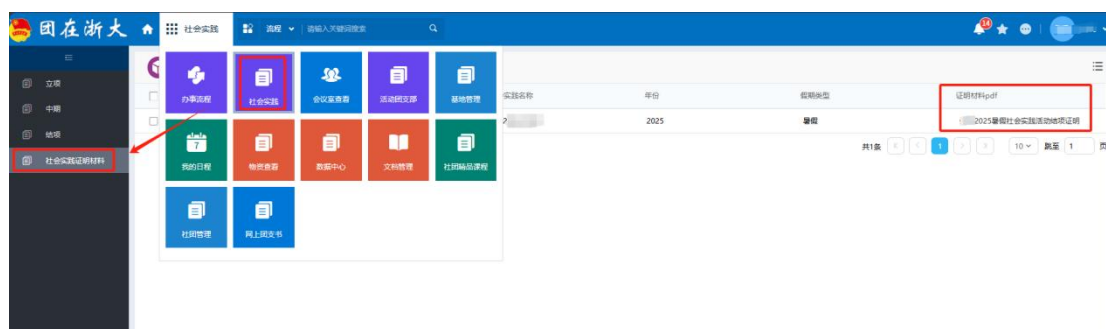 团在浙大
社会实践
流程
请输入关键词搜索
14
立项
中期
结项
社会实践证明材料
办事流程
社会实践
会议室查看
活动团支部
基地管理
我的日程
7
物资查看
数据中心
文档管理
社团精品课程
社团管理
网上团支书
实践名称 年份 假期类型 证明材料pdf
2025 暑假 2025暑假社会实践活动结项证明
共1条 1 10 跳至 1 页